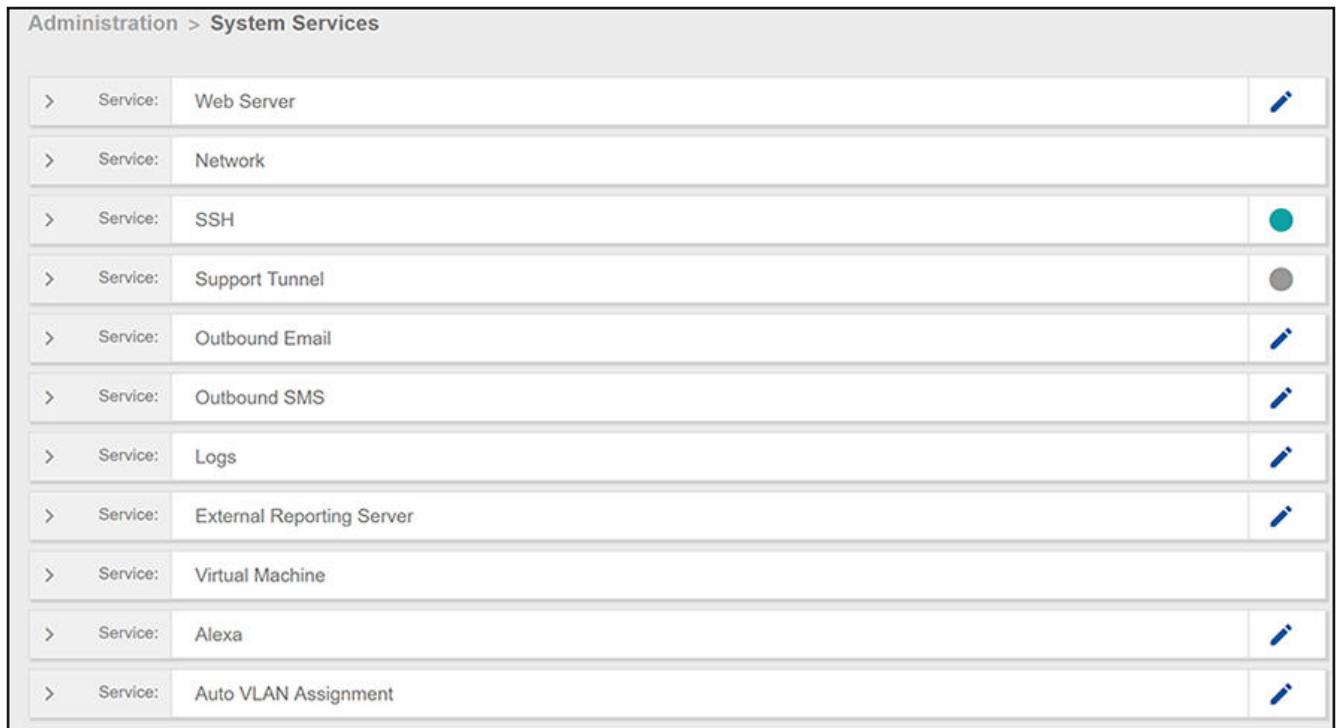 Administration > System Services
Service: Web Server
Service: Network
Service: SSH
Service: Support Tunnel
Service: Outbound Email
Service: Outbound SMS
Service: Logs
Service: External Reporting Server
Service: Virtual Machine
Service: Alexa
Service: Auto VLAN Assignment